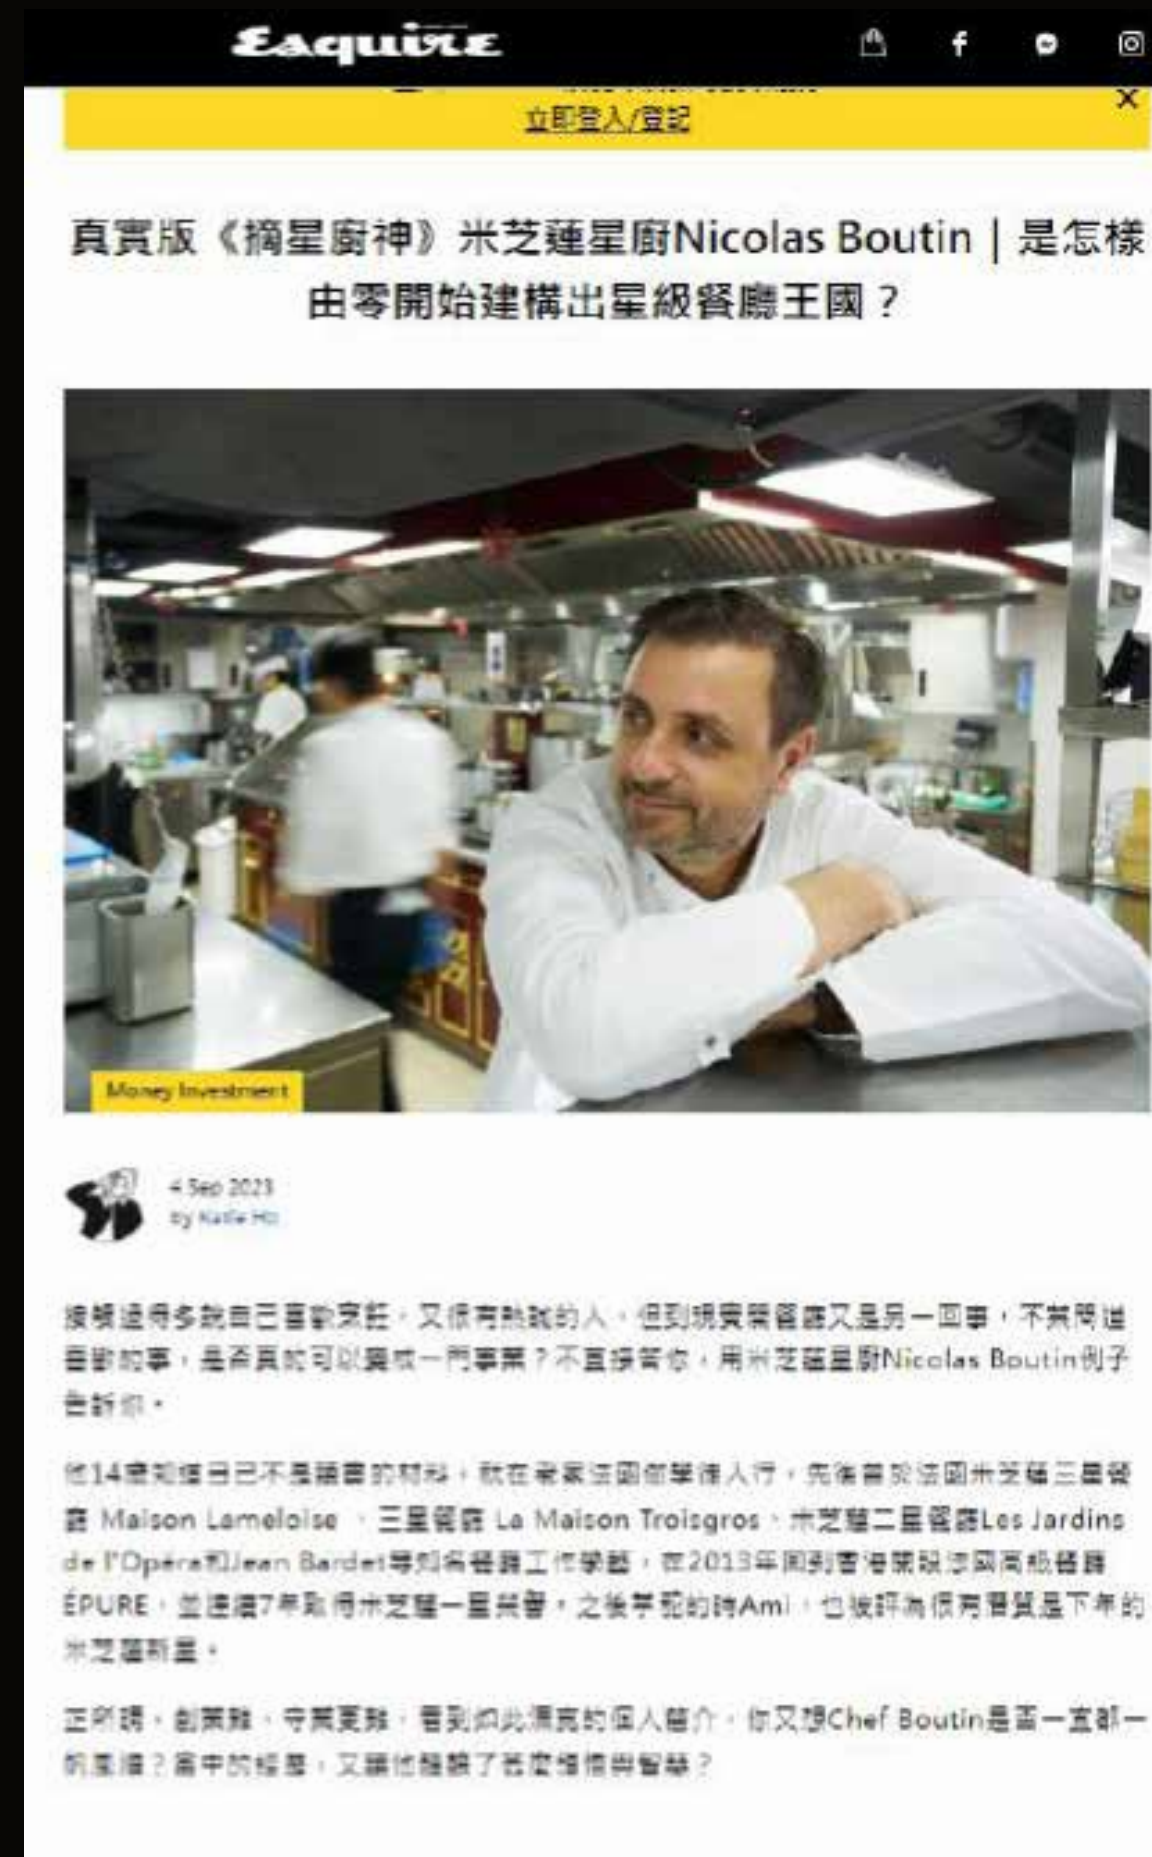 Esquire
立即登入/登記
真實版《摘星廚神》米芝蓮星廚Nicolas Boutin｜是怎樣
由零開始建構出星級餐廳王國？
Money Investment
4 Sep 2023
by Katie Ho
接觸過得多說自己喜歡烹飪，又很有熱誠的人，但到現實開餐廳又是另一回事，不禁問道
喜歡的事，是否真的可以變成一門事業？不直接答你，用米芝蓮星廚Nicolas Boutin例子
告訴你。
他14歲知道自己不是讀書的材料，就在老家法國做學徒入行，先後曾於法國米芝蓮三星餐
廳 Maison Lameloise 、三星餐廳 La Maison Troisgros、米芝蓮二星餐廳Les Jardins
de l'Opéra和Jean Bardet等知名餐廳工作學藝，在2013年回到香港開設法國高級餐廳
ÉPURE，並連續7年取得米芝蓮一星榮譽。之後掌舵的Ami，也被評為很有潛質是下年的
米芝蓮新星。
正所謂，創業難，守業更難，看到如此漂亮的個人簡介，你又想Chef Boutin是否一直都一
帆風順？當中的經歷，又讓他醞釀了甚麼與智慧？